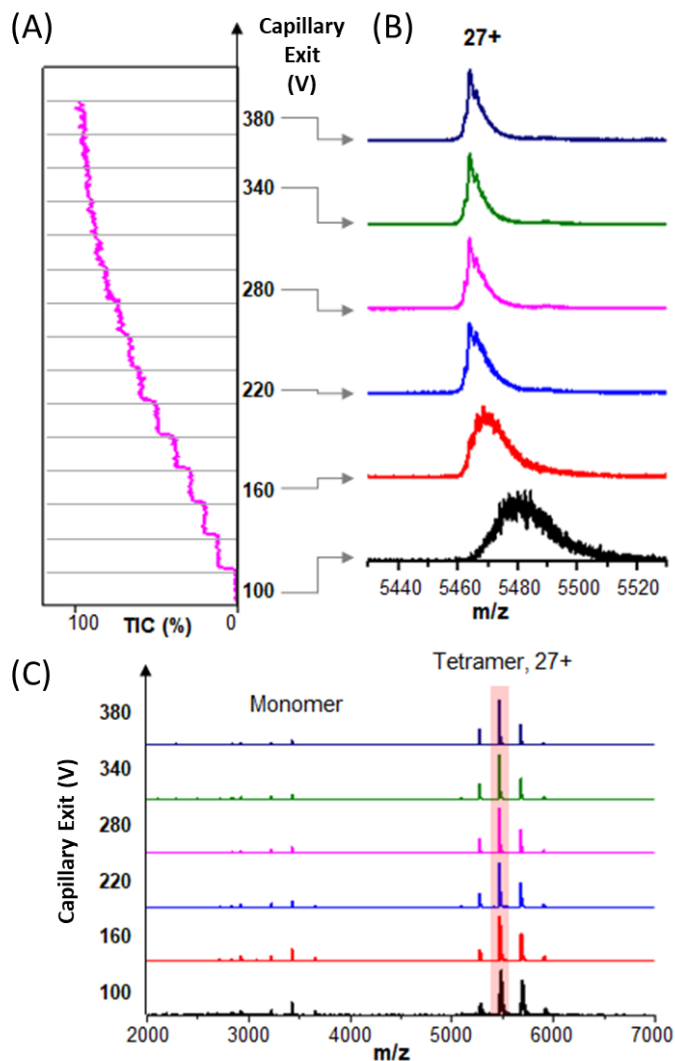 (A)
Capillary
Exit
(V)
(B)
27+
380
340
280
220
160
100
100
TIC (%)
0
5440
5460
5480
5500
5520
m/z
(C)
Tetramer, 27+
Monomer
Capillary Exit (V)
380
340
280
220
160
100
2000
3000
4000
5000
6000
7000
m/z